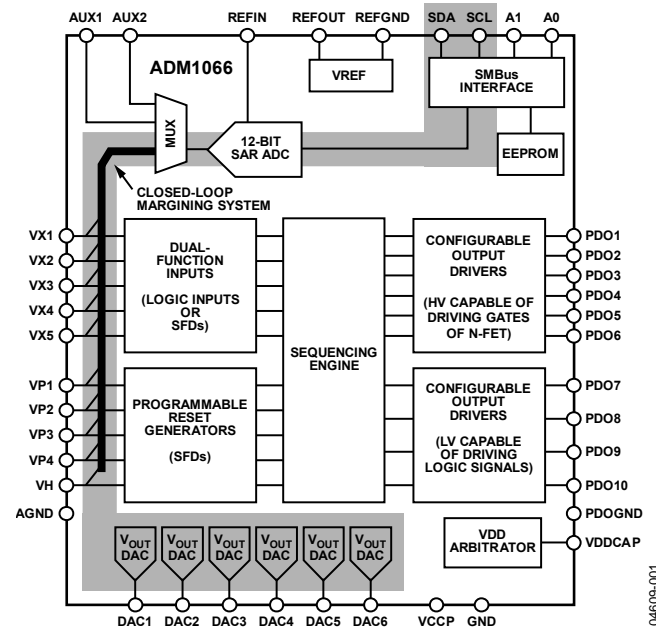 AUX1 AUX2 REFIN REFOUT REFGND SDA SCL A1 A0
ADM1066
VREF
SMBus
INTERFACE
MUX
12-BIT
SAR ADC
EEPROM
CLOSED-LOOP
MARGINING SYSTEM
VX1
VX2
VX3
VX4
VX5
DUAL-
FUNCTION
INPUTS
(LOGIC INPUTS
OR
SFDs)
SEQUENCING
ENGINE
CONFIGURABLE
OUTPUT
DRIVERS
(HV CAPABLE OF
DRIVING GATES
OF N-FET)
PDO1
PDO2
PDO3
PDO4
PDO5
PDO6
VP1
VP2
VP3
VP4
VH
AGND
PROGRAMMABLE
RESET
GENERATORS
(SFDs)
CONFIGURABLE
OUTPUT
DRIVERS
(LV CAPABLE
OF DRIVING
LOGIC SIGNALS)
PDO7
PDO8
PDO9
PDO10
PDOGND
VDDCAP
VDD
ARBITRATOR
VOUT
DAC
VOUT
DAC
VOUT
DAC
VOUT
DAC
VOUT
DAC
VOUT
DAC
DAC1 DAC2 DAC3 DAC4 DAC5 DAC6 VCCP GND
04609-001